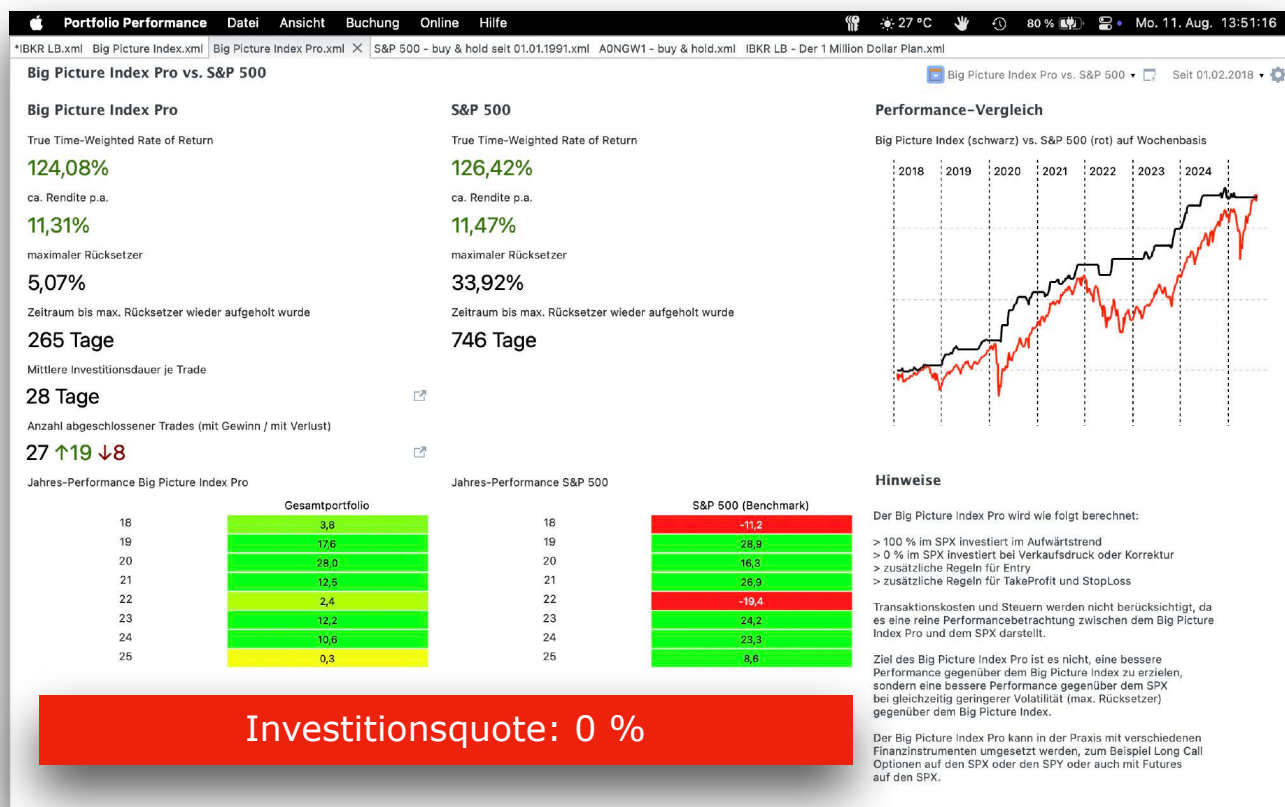 Portfolio Performance Datei Ansicht Buchung Online Hilfe 27 °C 80 % Mo. 11. Aug. 13:51:16
*IBKR LB.xml Big Picture Index.xml Big Picture Index Pro.xml S&P 500 - buy & hold seit 01.01.1991.xml A0NGW1 - buy & hold.xml IBKR LB - Der 1 Million Dollar Plan.xml
Big Picture Index Pro vs. S&P 500
Big Picture Index Pro vs. S&P 500 Seit 01.02.2018
Big Picture Index Pro
True Time-Weighted Rate of Return
124,08%
ca. Rendite p.a.
11,31%
maximaler Rücksetzer
5,07%
Zeitraum bis max. Rücksetzer wieder aufgeholt wurde
265 Tage
Mittlere Investitionsdauer je Trade
28 Tage
Anzahl abgeschlossener Trades (mit Gewinn / mit Verlust)
27 ↑19 ↓8
S&P 500
True Time-Weighted Rate of Return
126,42%
ca. Rendite p.a.
11,47%
maximaler Rücksetzer
33,92%
Zeitraum bis max. Rücksetzer wieder aufgeholt wurde
746 Tage
Performance-Vergleich
Big Picture Index (schwarz) vs. S&P 500 (rot) auf Wochenbasis
2018 2019 2020 2021 2022 2023 2024
Jahres-Performance Big Picture Index Pro
Gesamtportfolio
18 3,8
19 17,6
20 28,0
21 12,5
22 2,4
23 12,2
24 10,6
25 0,3
Jahres-Performance S&P 500
S&P 500 (Benchmark)
18 -11,2
19 28,9
20 16,3
21 26,9
22 -19,4
23 24,2
24 23,3
25 8,6
Hinweise
Der Big Picture Index Pro wird wie folgt berechnet:
> 100 % im SPX investiert im Aufwärtstrend
> 0 % im SPX investiert bei Verkaufsdruck oder Korrektur
> zusätzliche Regeln für Entry
> zusätzliche Regeln für TakeProfit und StopLoss
Transaktionskosten und Steuern werden nicht berücksichtigt, da
es eine reine Performancebetrachtung zwischen dem Big Picture
Index Pro und dem SPX darstellt.
Ziel des Big Picture Index Pro ist es nicht, eine bessere
Performance gegenüber dem Big Picture Index zu erzielen,
sondern eine bessere Performance gegenüber dem SPX
bei gleichzeitig geringerer Volatilität (max. Rücksetzer)
gegenüber dem Big Picture Index.
Der Big Picture Index Pro kann in der Praxis mit verschiedenen
Finanzinstrumenten umgesetzt werden, zum Beispiel Long Call
Optionen auf den SPX oder den SPY oder auch mit Futures
auf den SPX.
Investitionsquote: 0 %